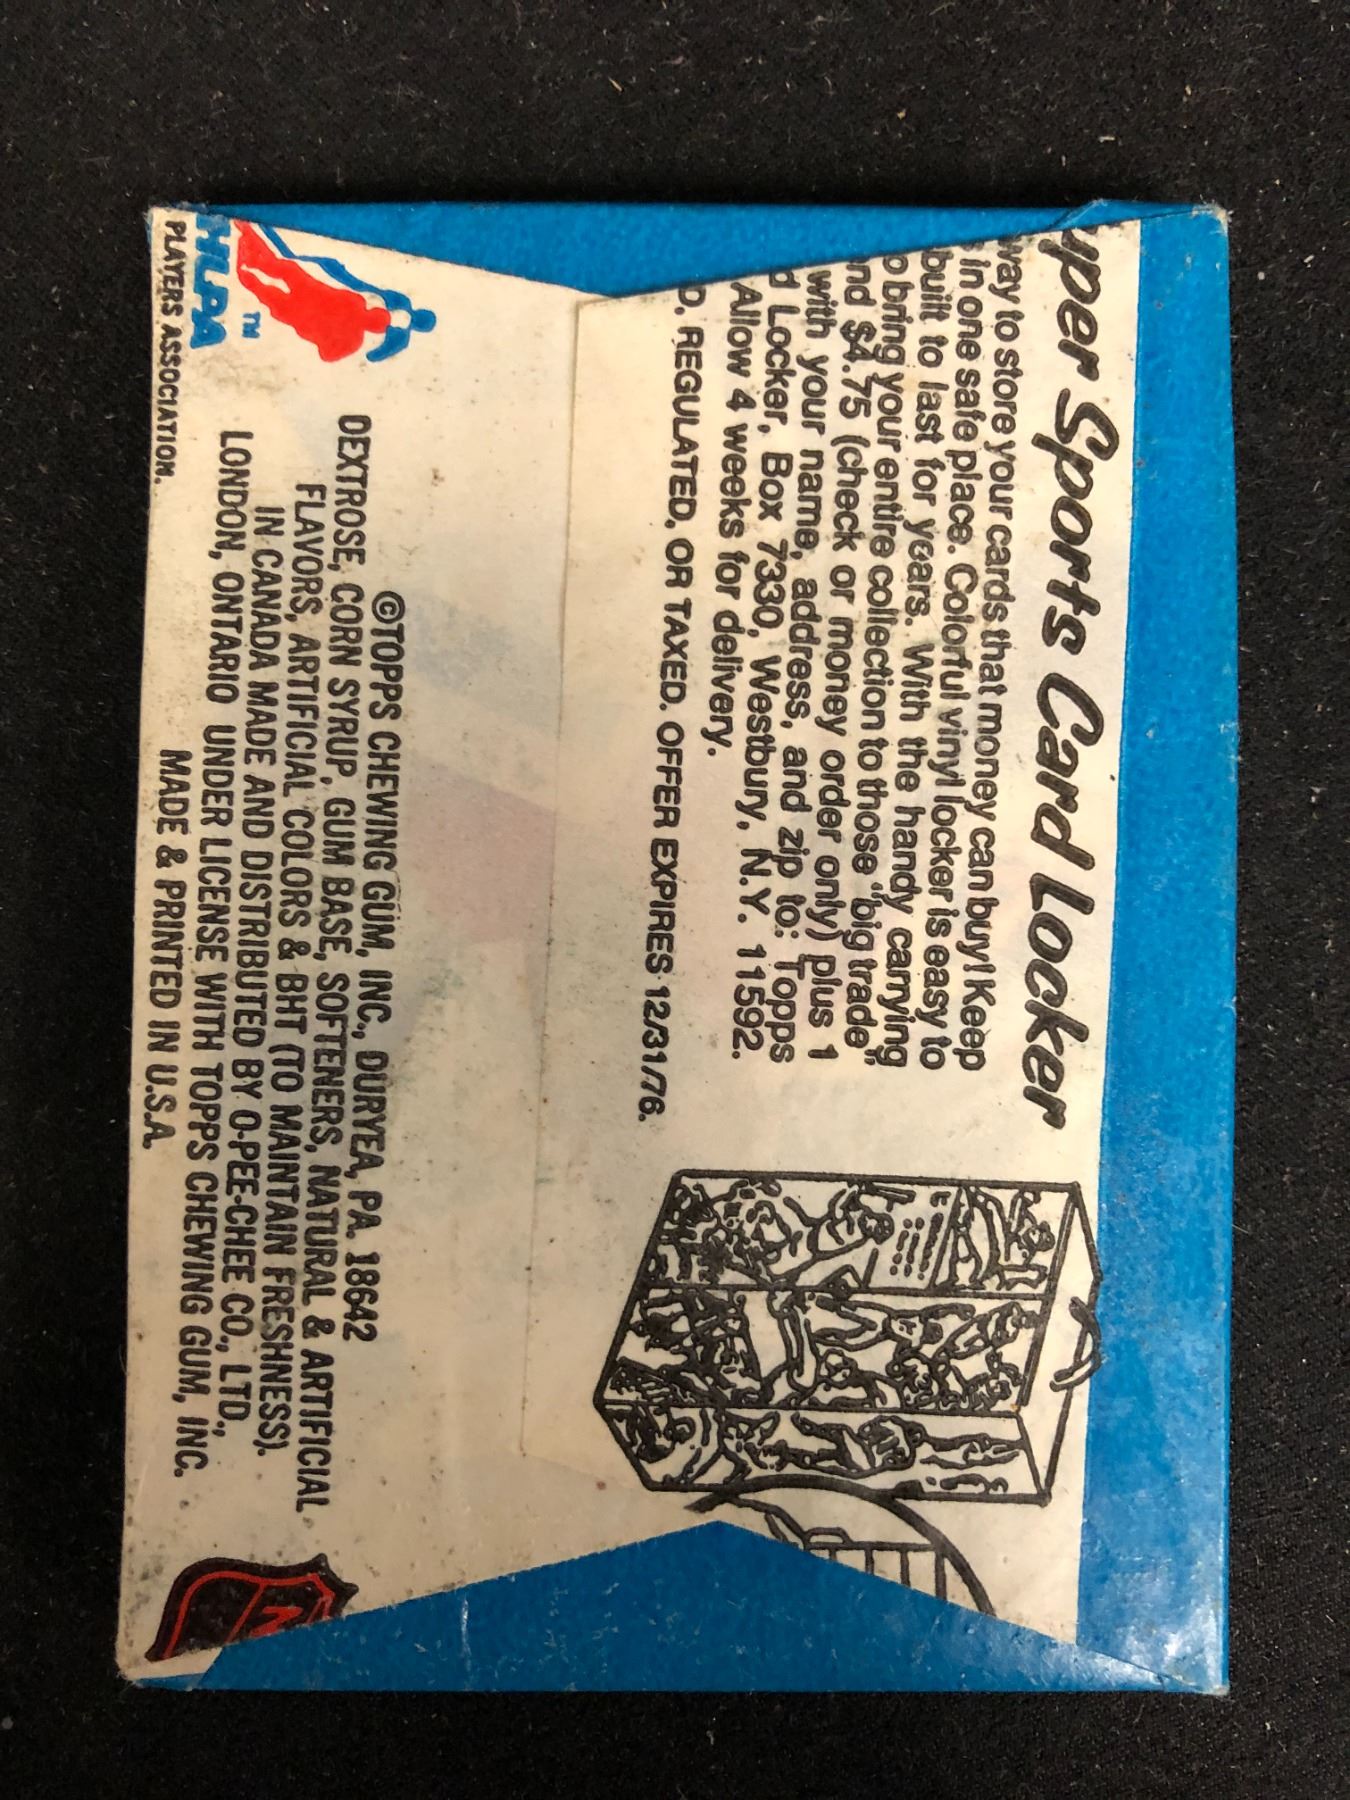 uper Sports Card Locker
way to store your cards that money can buy! Keep
in one safe place. Colorful vinyl locker is easy to
built to last for years. With the handy carrying
o bring your entire collection to those "big trade"
nd $4.75 (check or money order only) plus 1
with your name, address, and zip to: Topps
d Locker, Box 7330, Westbury, N.Y. 11592.
Allow 4 weeks for delivery.
D, REGULATED, OR TAXED. OFFER EXPIRES 12/31/76.
©TOPPS CHEWING GUM, INC., DURYEA, PA. 18642
DEXTROSE, CORN SYRUP, GUM BASE, SOFTENERS, NATURAL & ARTIFICIAL
FLAVORS, ARTIFICIAL COLORS & BHT (TO MAINTAIN FRESHNESS).
IN CANADA MADE AND DISTRIBUTED BY O-PEE-CHEE CO., LTD.,
LONDON, ONTARIO UNDER LICENSE WITH TOPPS CHEWING GUM, INC.
MADE & PRINTED IN U.S.A.
TM
NHLPA
PLAYERS ASSOCIATION.
N